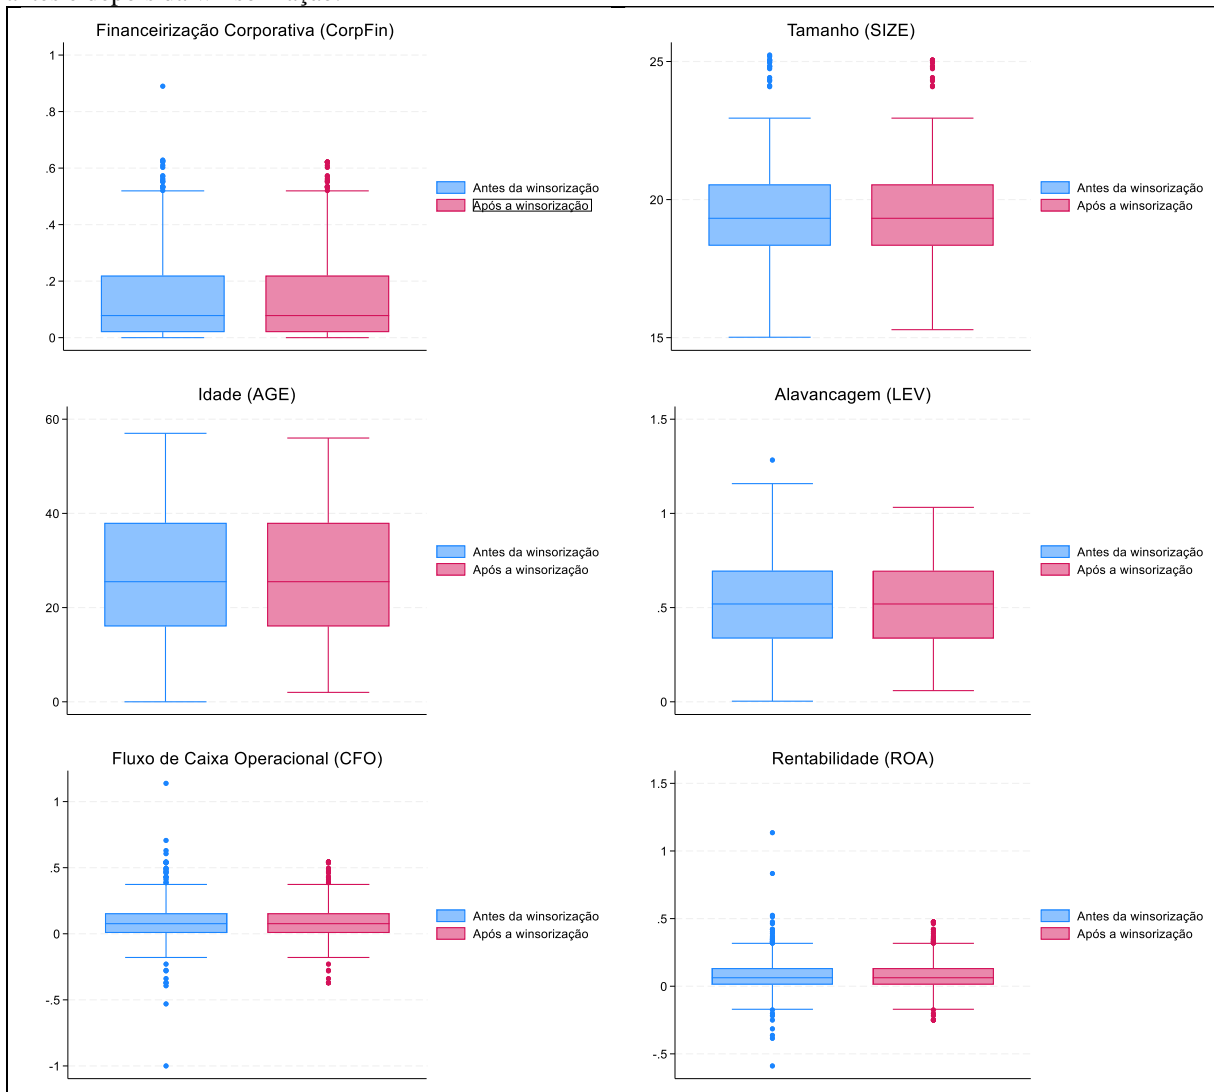 Financeirização Corporativa (CorpFin)
1
.8
.6
.4
.2
0
Antes da winsorização
Após a winsorização
Tamanho (SIZE)
25
20
15
Antes da winsorização
Após a winsorização
Idade (AGE)
60
40
20
0
Antes da winsorização
Após a winsorização
Alavancagem (LEV)
1.5
1
.5
0
Antes da winsorização
Após a winsorização
Fluxo de Caixa Operacional (CFO)
1
.5
0
-.5
-1
Antes da winsorização
Após a winsorização
Rentabilidade (ROA)
1.5
1
.5
0
-.5
Antes da winsorização
Após a winsorização